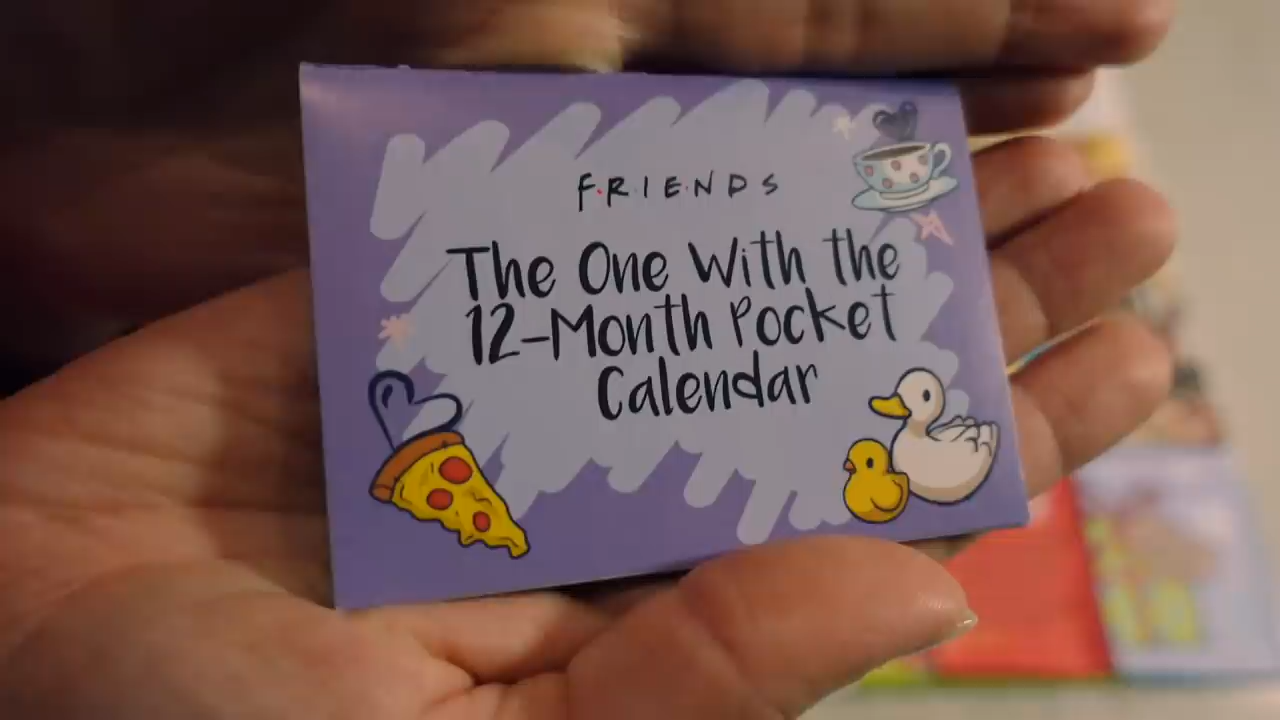 F·R·I·E·N·D·S
The One With the
12-Month Pocket
Calendar